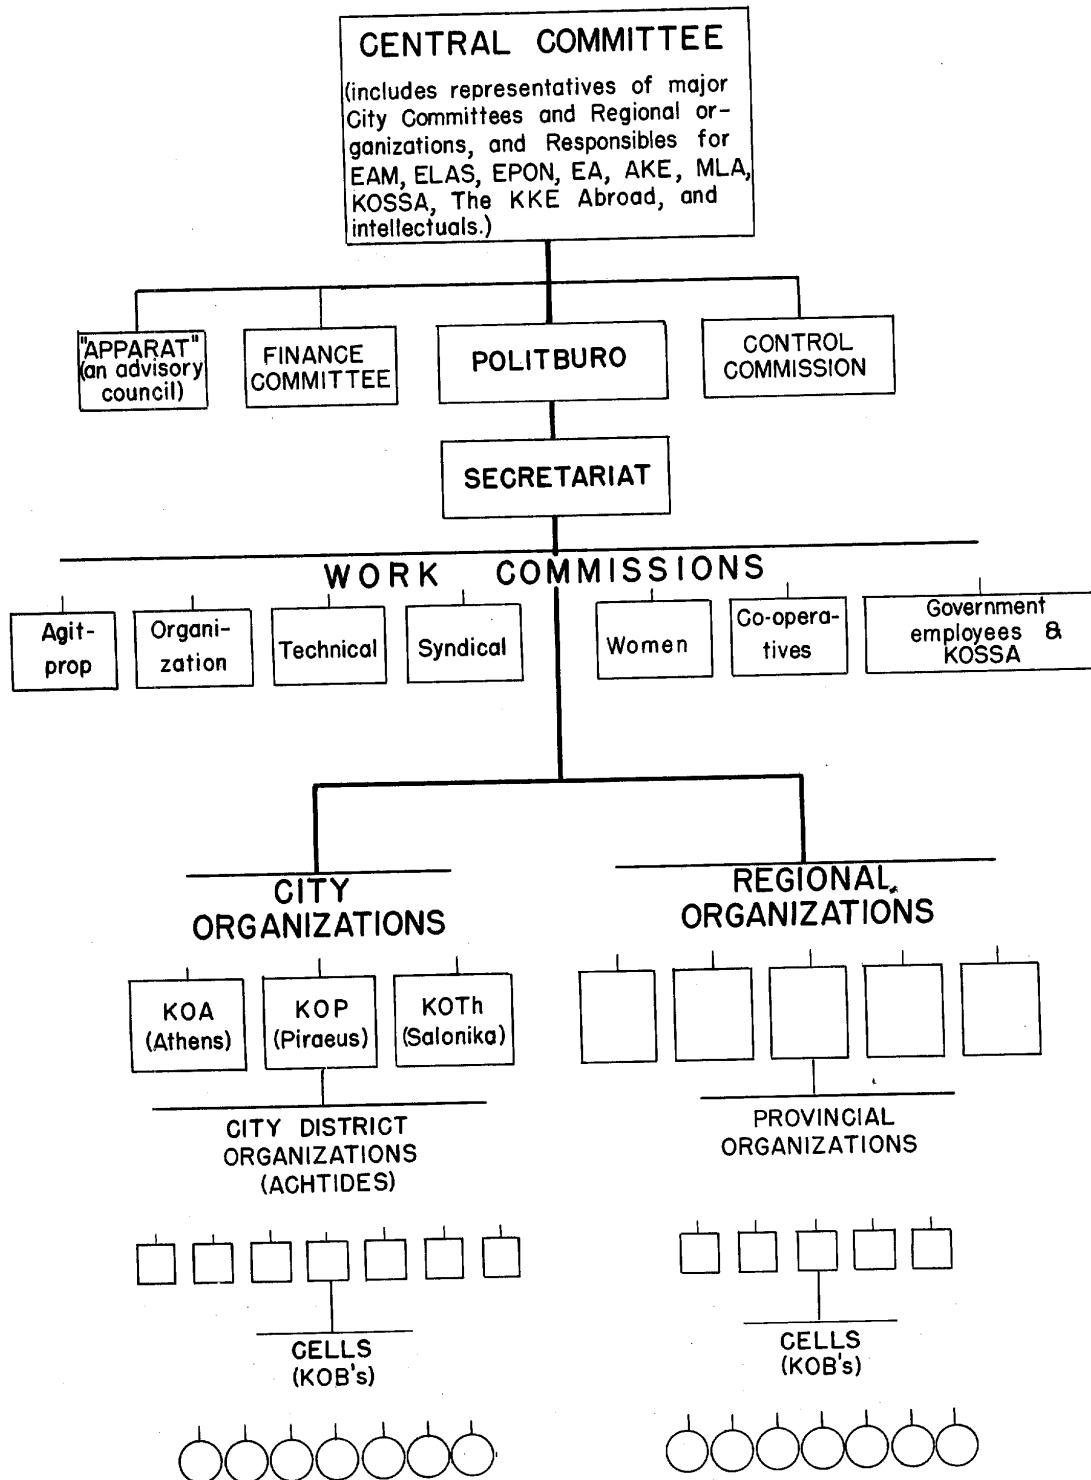 CENTRAL COMMITTEE
(includes representatives of major
City Committees and Regional or-
ganizations, and Responsibles for
EAM, ELAS, EPON, EA, AKE, MLA,
KOSSA, The KKE Abroad, and
intellectuals.)
"APPARAT"
(an advisory
council)
FINANCE
COMMITTEE
POLITBURO
CONTROL
COMMISSION
SECRETARIAT
WORK COMMISSIONS
Agit-
prop
Organi-
zation
Technical
Syndical
Women
Co-opera-
tives
Government
employees &
KOSSA
CITY
ORGANIZATIONS
REGIONAL
ORGANIZATIONS
KOA
(Athens)
KOP
(Piraeus)
KOTh
(Salonika)
CITY DISTRICT
ORGANIZATIONS
(ACHTIDES)
PROVINCIAL
ORGANIZATIONS
CELLS
(KOB's)
CELLS
(KOB's)